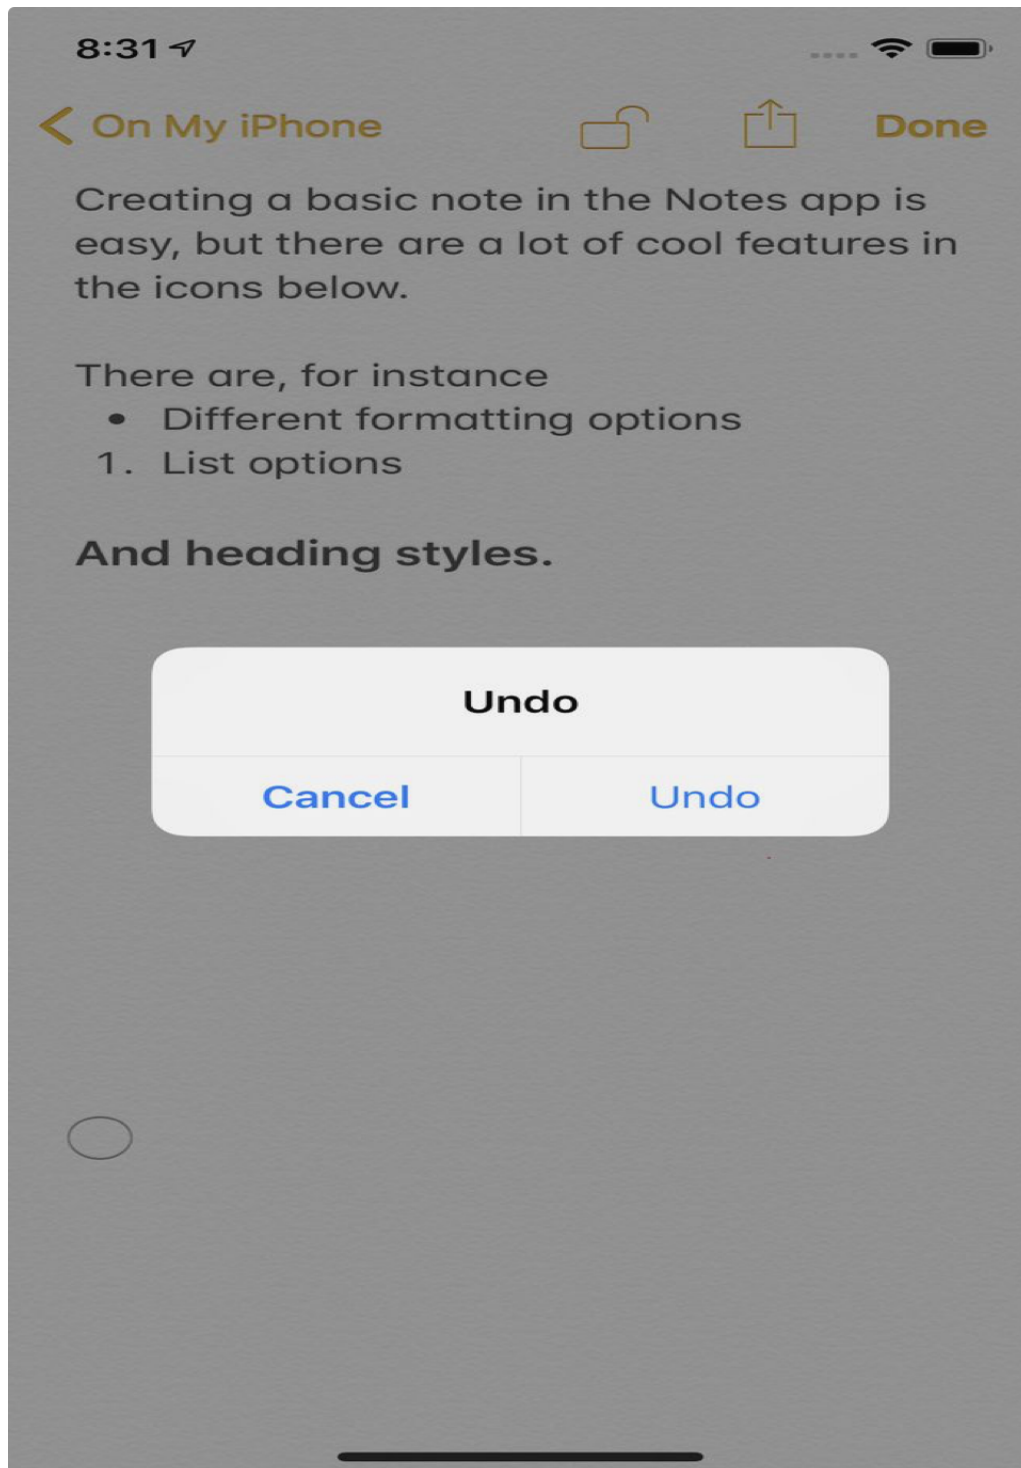 8:31
On My iPhone Done
Creating a basic note in the Notes app is
easy, but there are a lot of cool features in
the icons below.
There are, for instance
• Different formatting options
1. List options
And heading styles.
Undo
Cancel Undo